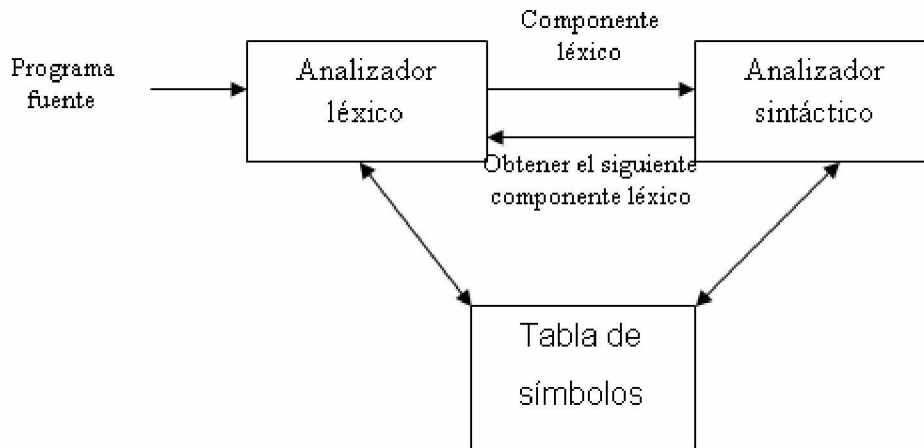 Componente
léxico
Programa
fuente
Analizador
léxico
Analizador
sintáctico
Obtener el siguiente
componente léxico
Tabla de
símbolos